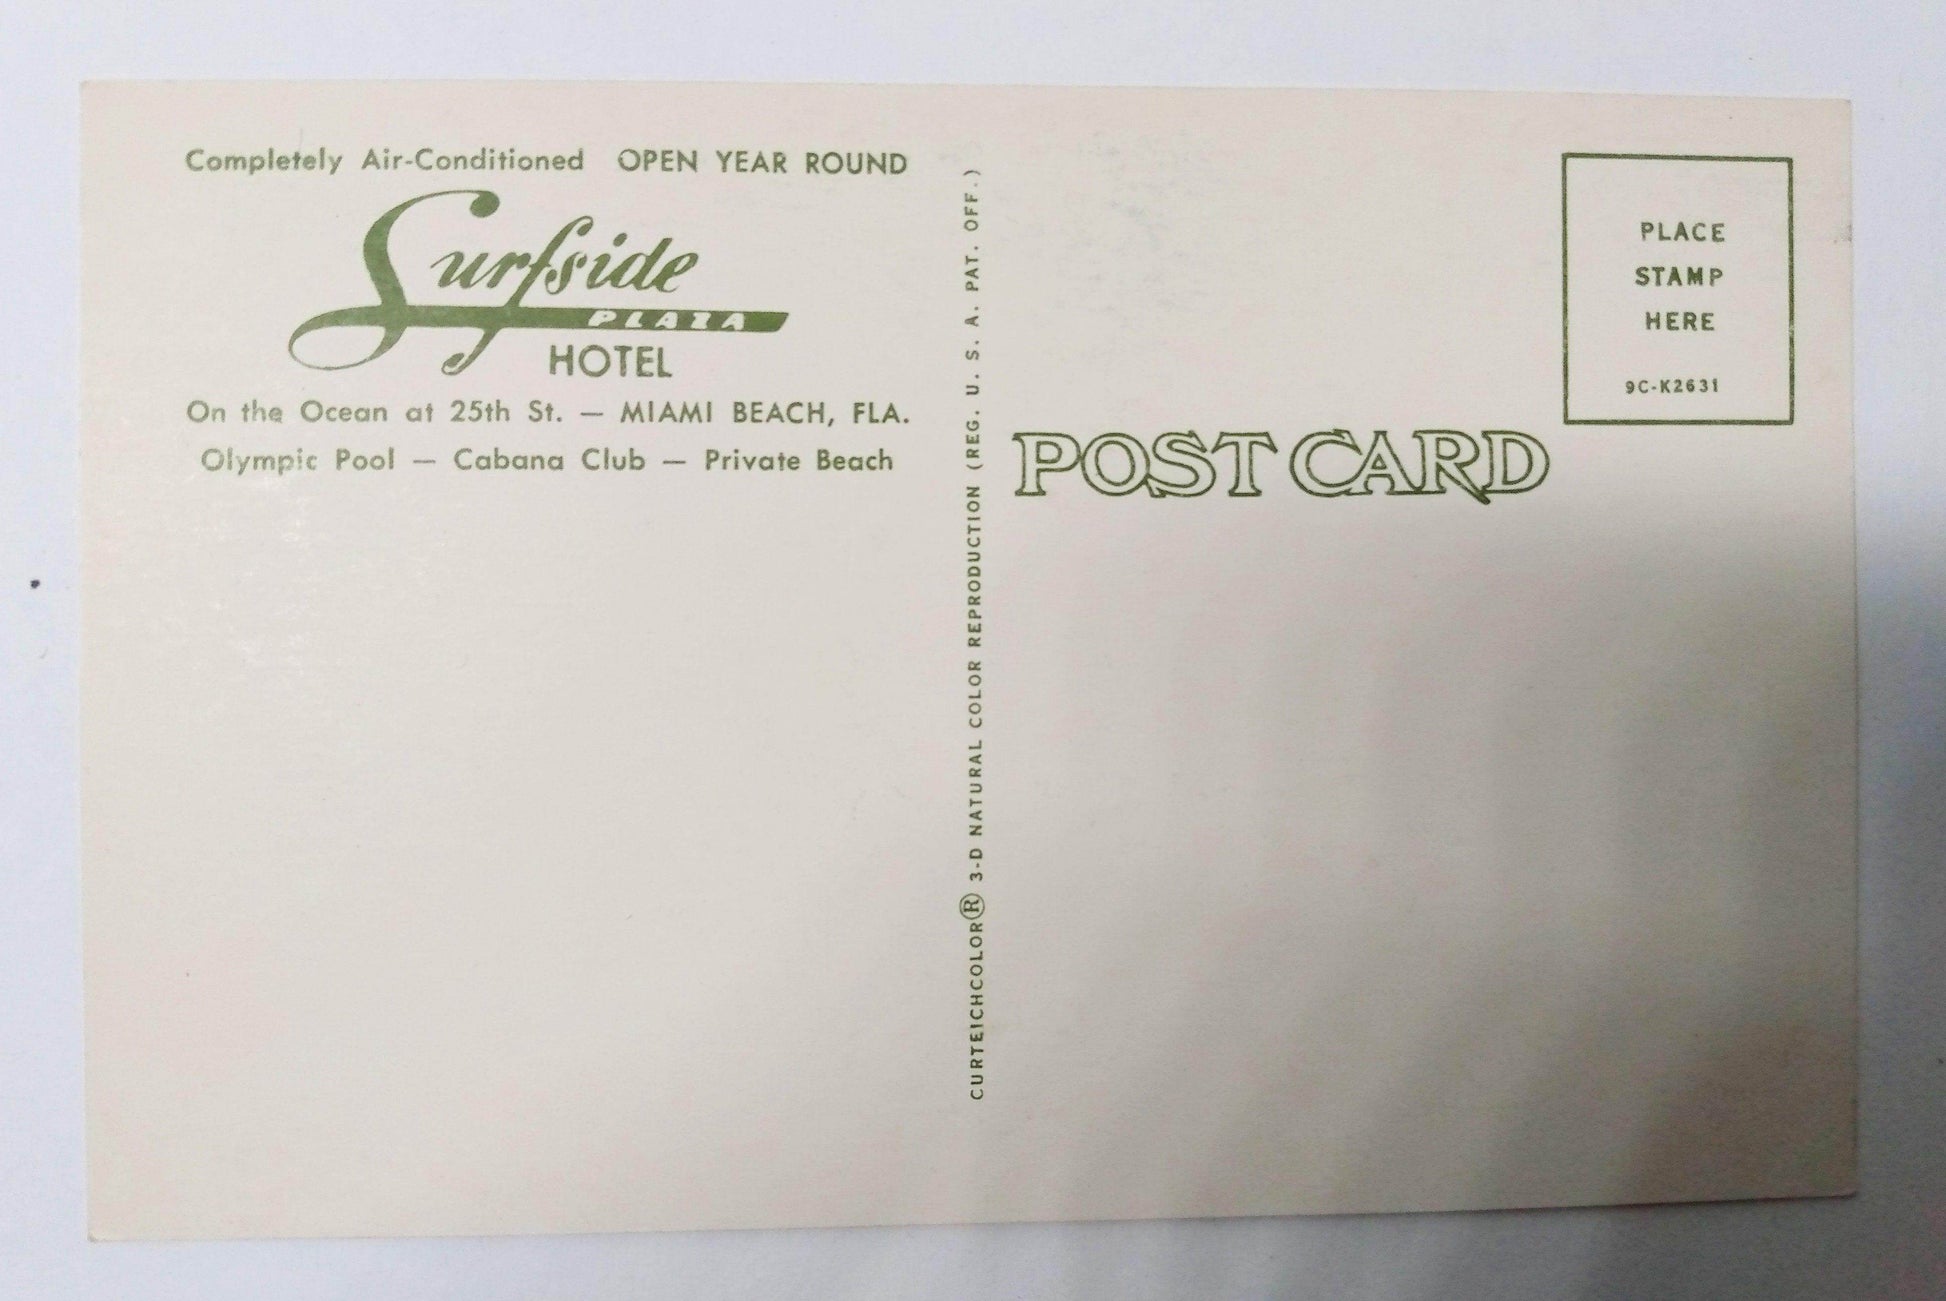 Completely Air-Conditioned OPEN YEAR ROUND
Surfside
PLAZA
HOTEL
On the Ocean at 25th St. — MIAMI BEACH, FLA.
Olympic Pool — Cabana Club — Private Beach
CURTEICHCOLOR® 3-D NATURAL COLOR REPRODUCTION (REG. U. S. A. PAT. OFF.)
POST CARD
PLACE
STAMP
HERE
9C-K2631